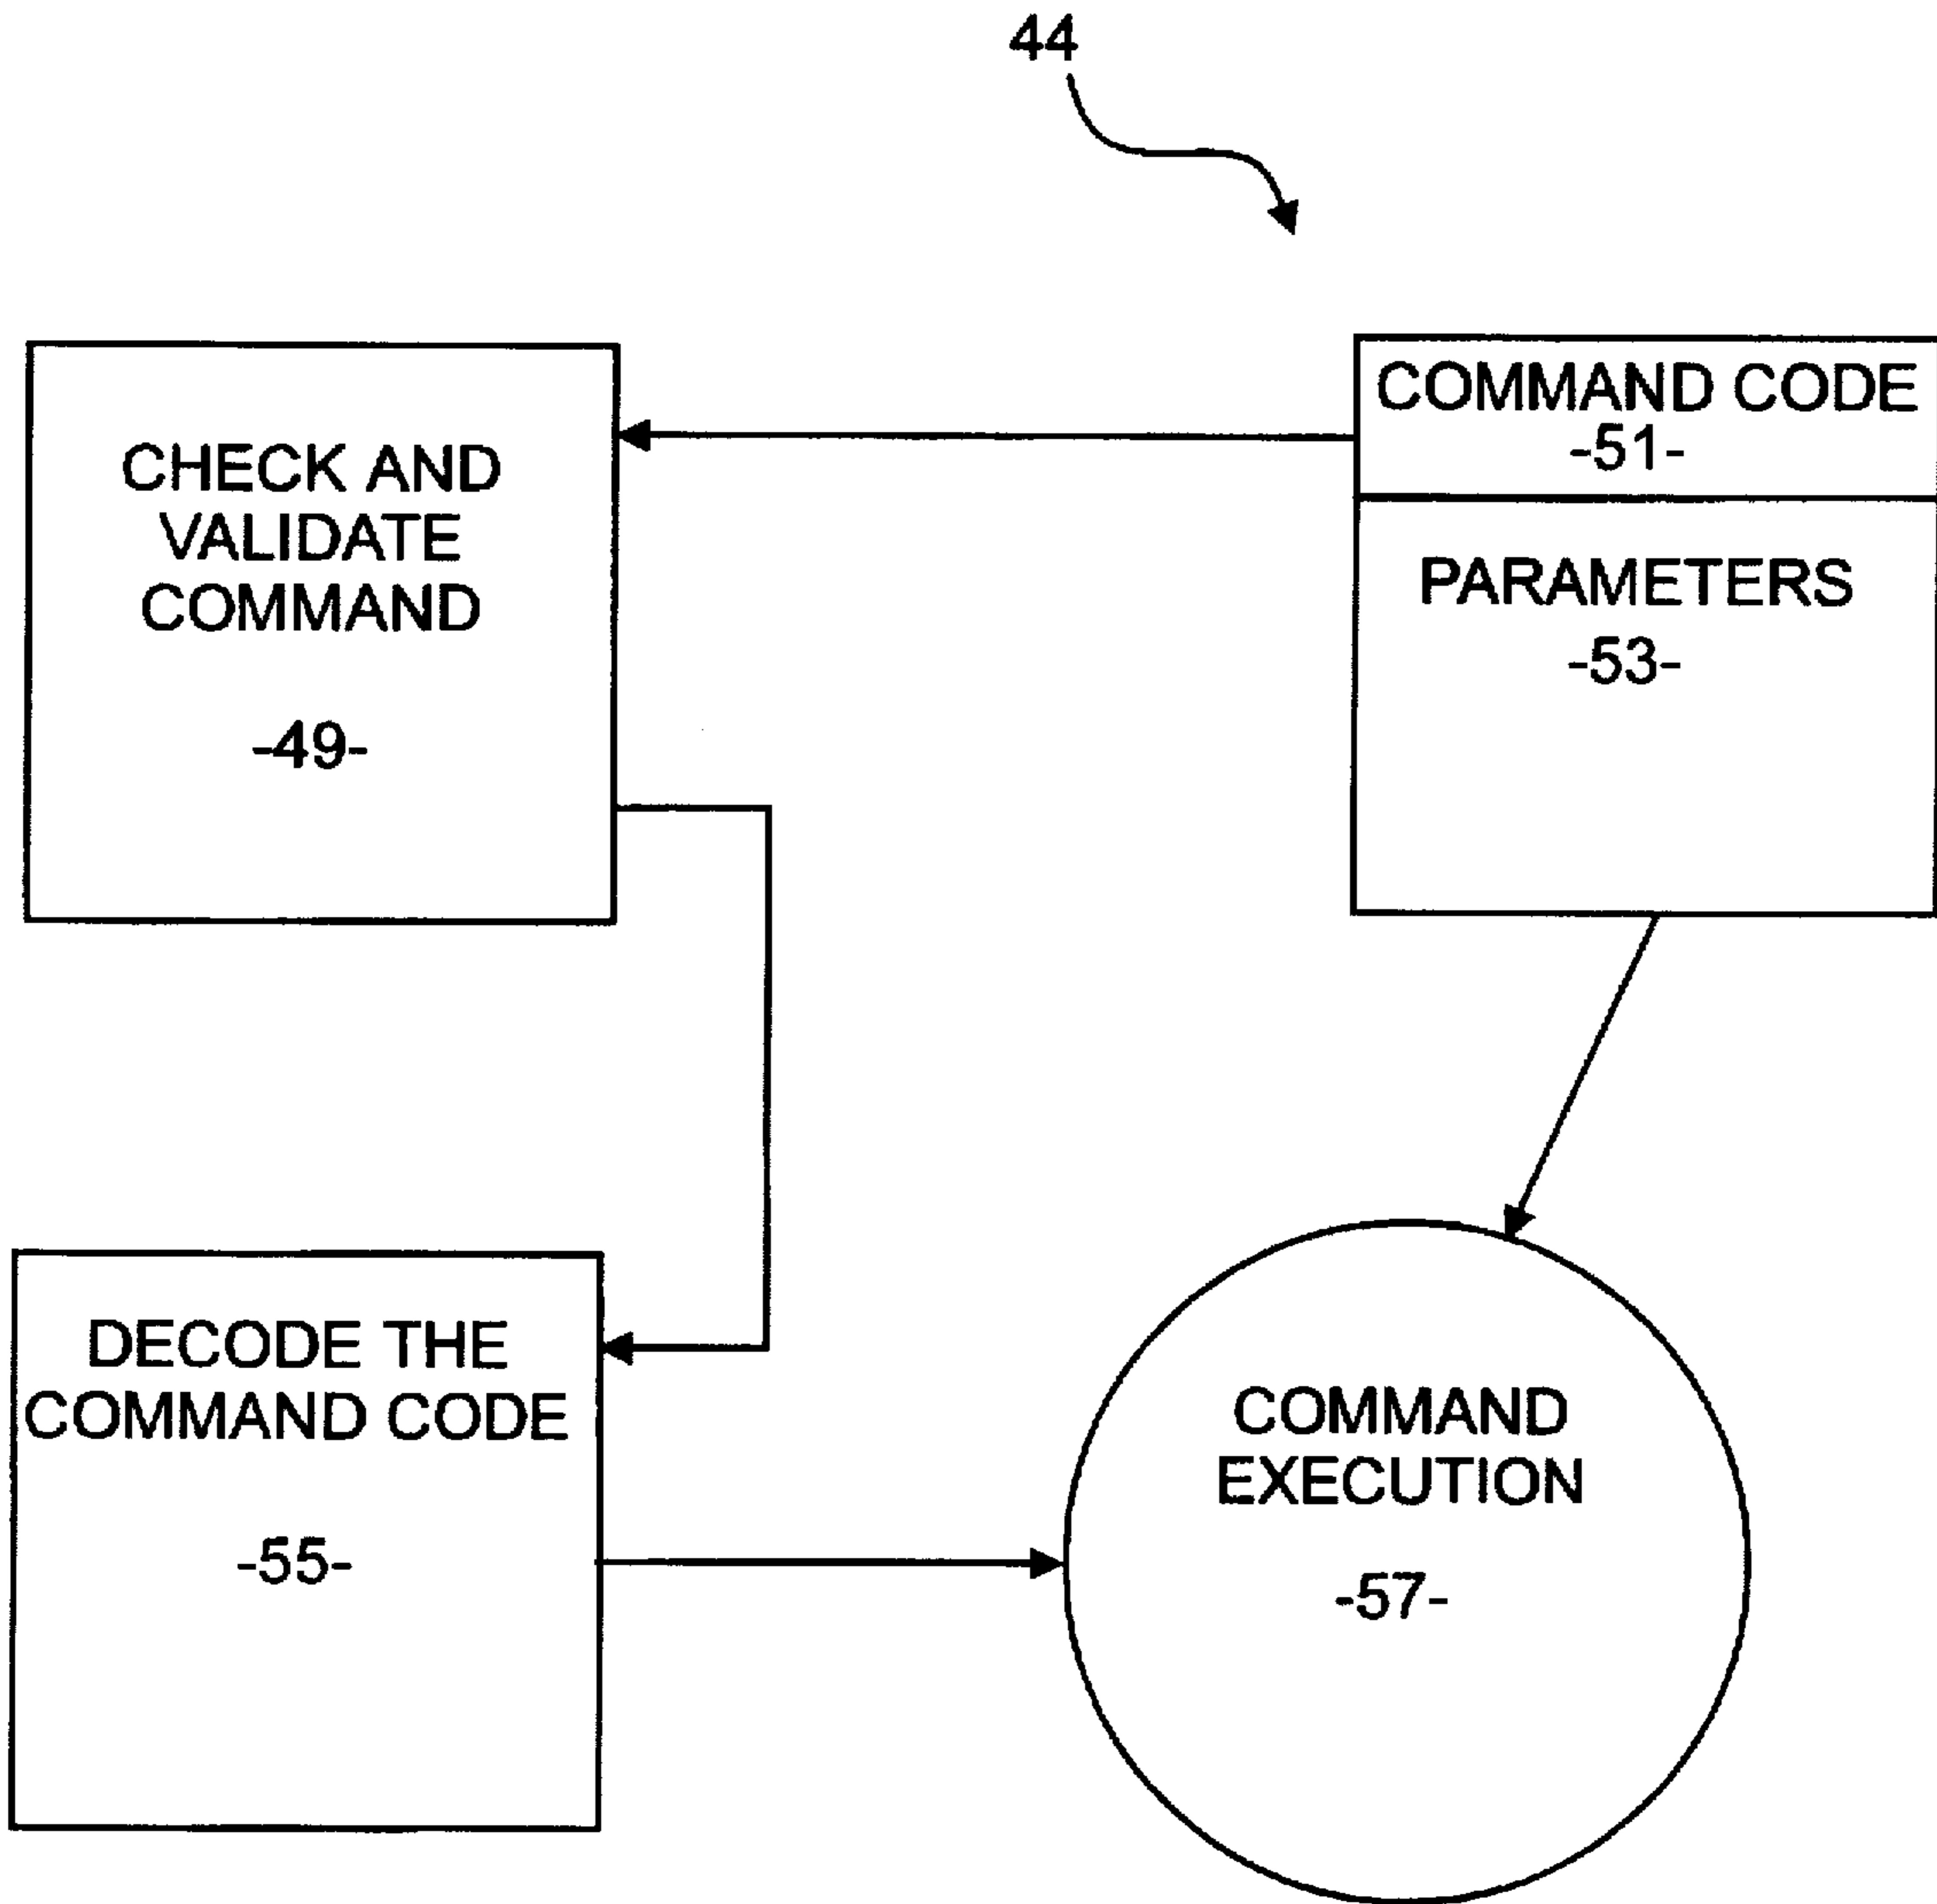 44
COMMAND CODE
-51-
PARAMETERS
-53-
CHECK AND
VALIDATE
COMMAND
-49-
DECODE THE
COMMAND CODE
-55-
COMMAND
EXECUTION
-57-